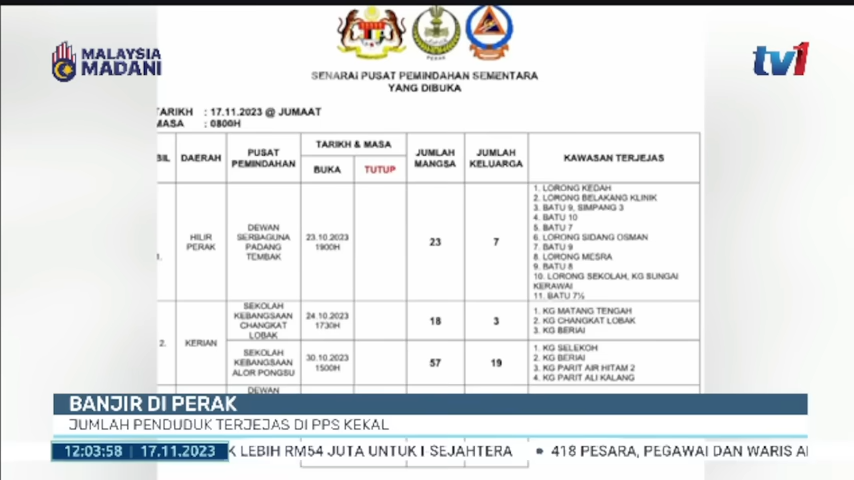 MALAYSIA
MADANI
tv1
PERAK
SENARAI PUSAT PEMINDAHAN SEMENTARA
YANG DIBUKA
TARIKH : 17.11.2023 @ JUMAAT
MASA : 0800H
BIL
DAERAH
PUSAT
PEMINDAHAN
TARIKH & MASA
BUKA
TUTUP
JUMLAH
MANGSA
JUMLAH
KELUARGA
KAWASAN TERJEJAS
1.
HILIR
PERAK
DEWAN
SERBAGUNA
PADANG
TEMBAK
23.10.2023
1900H
23
7
1. LORONG KEDAH
2. LORONG BELAKANG KLINIK
3. BATU 9, SIMPANG 3
4. BATU 10
5. BATU 7
6. LORONG SIDANG OSMAN
7. BATU 9
8. LORONG MESRA
9. BATU 8
10. LORONG SEKOLAH, KG SUNGAI
KERAWAI
11. BATU 7½
2.
KERIAN
SEKOLAH
KEBANGSAAN
CHANGKAT
LOBAK
24.10.2023
1730H
18
3
1. KG MATANG TENGAH
2. KG CHANGKAT LOBAK
3. KG BERIAI
SEKOLAH
KEBANGSAAN
ALOR PONGSU
30.10.2023
1500H
57
19
1. KG SELEKOH
2. KG BERIAI
3. KG PARIT AIR HITAM 2
4. KG PARIT ALI KALANG
DEWAN
BANJIR DI PERAK
JUMLAH PENDUDUK TERJEJAS DI PPS KEKAL
12:03:58 | 17.11.2023 K LEBIH RM54 JUTA UNTUK I SEJAHTERA • 418 PESARA, PEGAWAI DAN WARIS